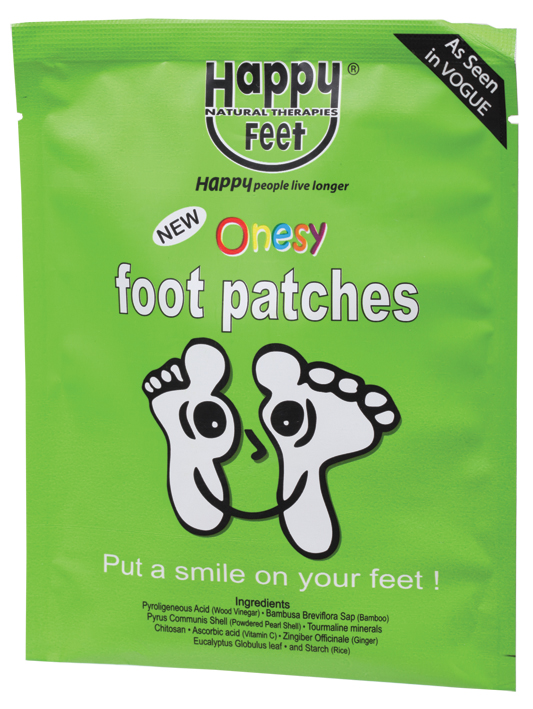 As Seen
in VOGUE
Happy®
NATURAL THERAPIES
Feet
HAPPY people live longer
NEW
Onesy
foot patches
Put a smile on your feet !
Ingredients
Pyroligeneous Acid (Wood Vinegar) • Bambusa Breviflora Sap (Bamboo)
Pyrus Communis Shell (Powdered Pearl Shell) • Tourmaline minerals
Chitosan • Ascorbic acid (Vitamin C) • Zingiber Officinale (Ginger)
Eucalyptus Globulus leaf • and Starch (Rice)